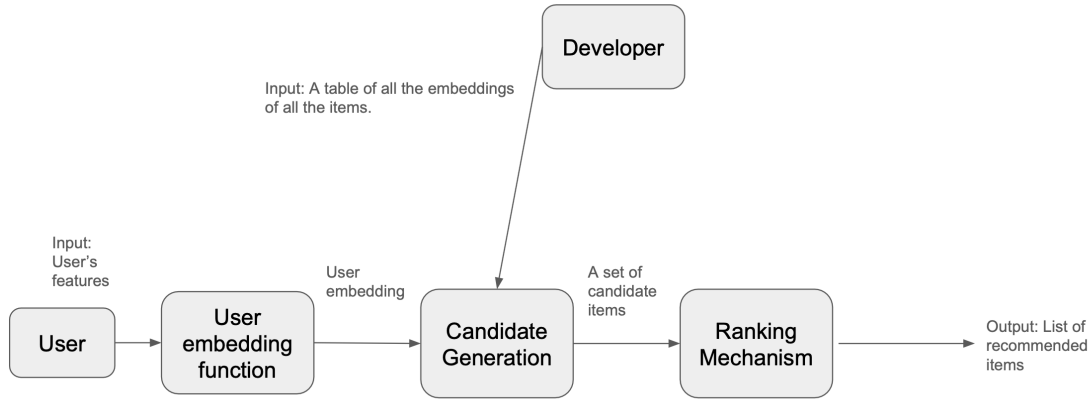 Developer
Input: A table of all the embeddings
of all the items.
Input:
User's
features
User
embedding
A set of
candidate
items
User
User
embedding
function
Candidate
Generation
Ranking
Mechanism
Output: List of
recommended
items